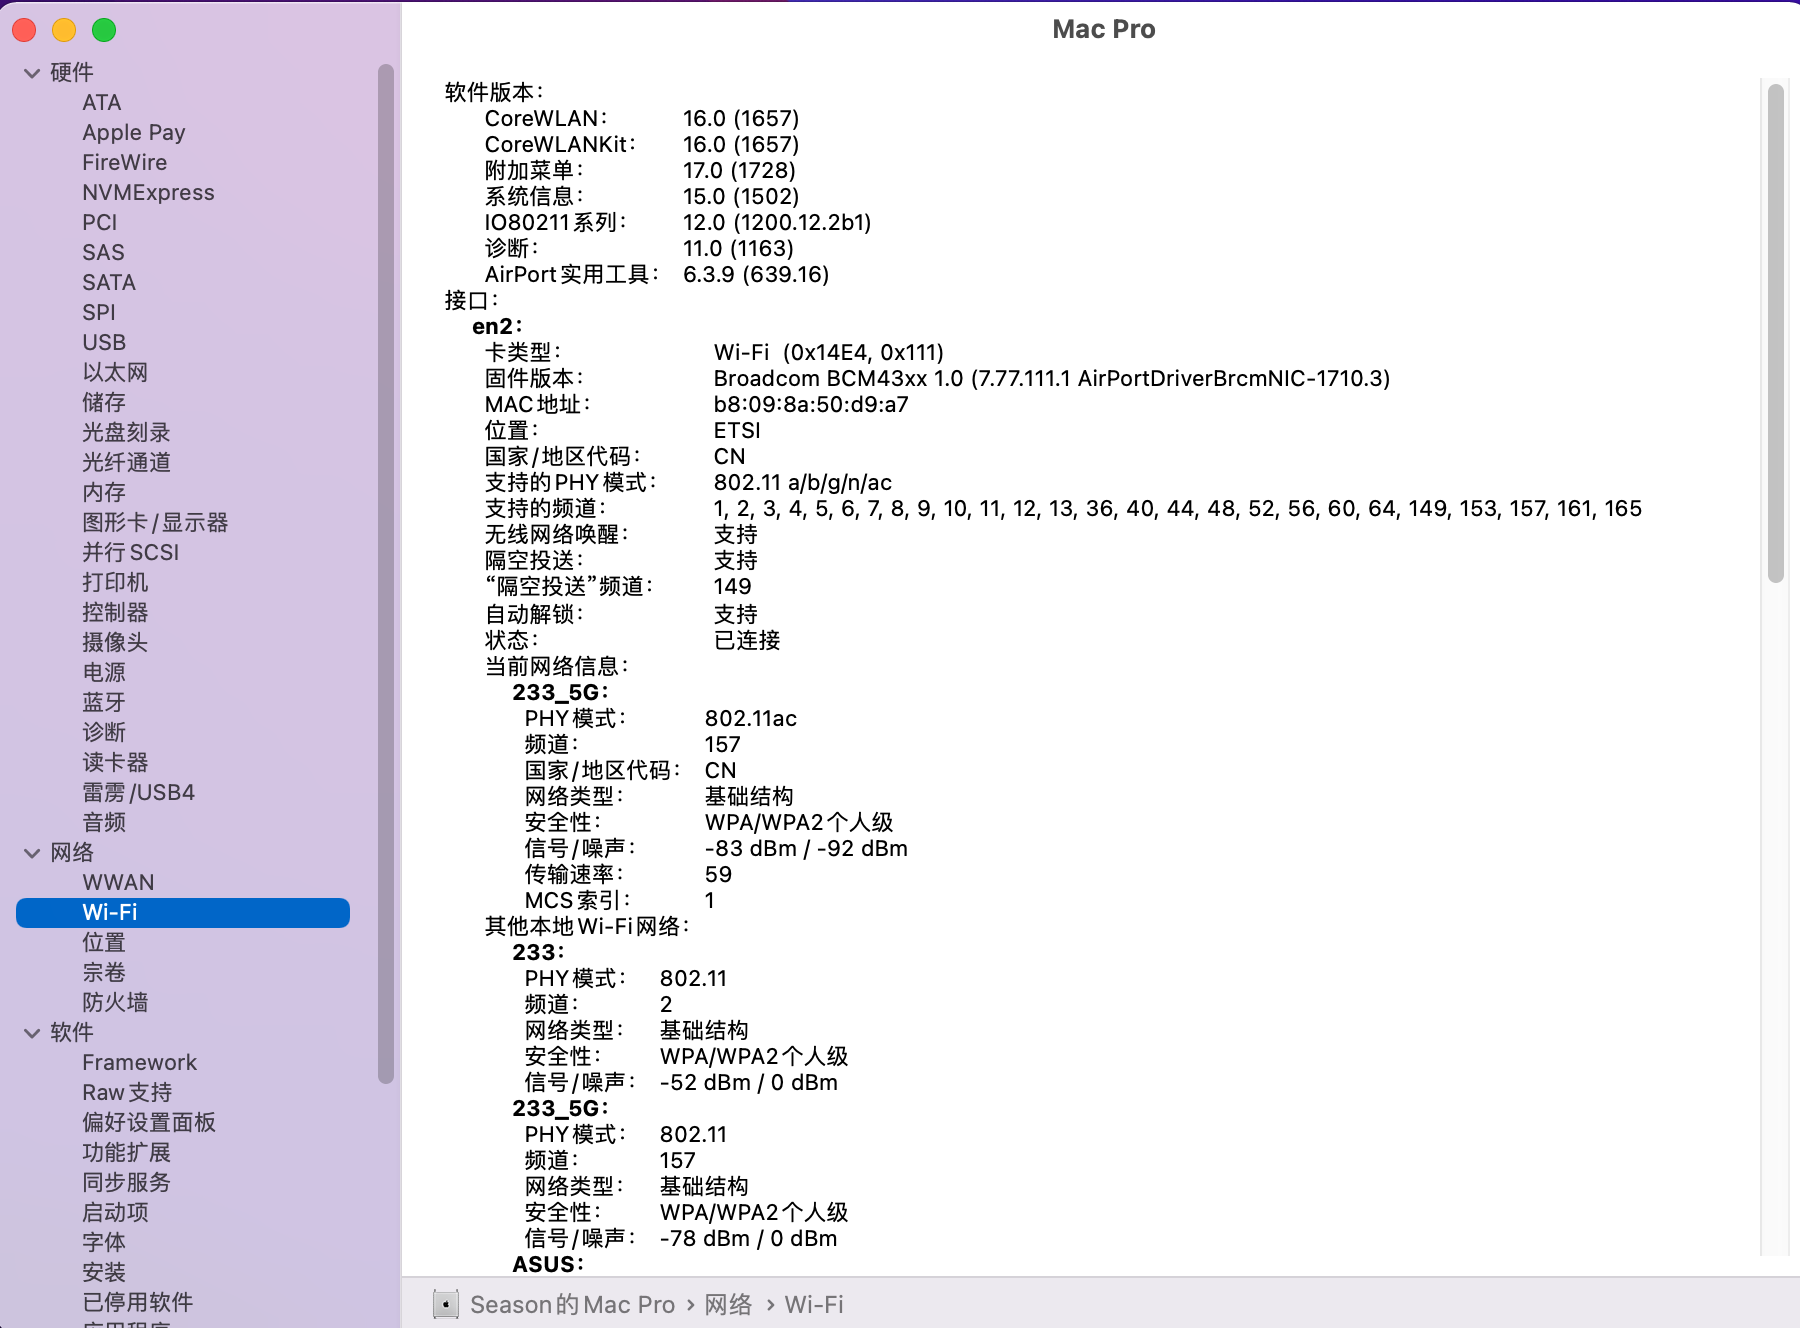 Mac Pro
硬件
ATA
Apple Pay
FireWire
NVMExpress
PCI
SAS
SATA
SPI
USB
以太网
储存
光盘刻录
光纤通道
内存
图形卡/显示器
并行SCSI
打印机
控制器
摄像头
电源
蓝牙
诊断
读卡器
雷雳/USB4
音频
网络
WWAN
Wi-Fi
位置
宗卷
防火墙
软件
Framework
Raw支持
偏好设置面板
功能扩展
同步服务
启动项
字体
安装
已停用软件
软件版本：
CoreWLAN： 16.0 (1657)
CoreWLANKit： 16.0 (1657)
附加菜单： 17.0 (1728)
系统信息： 15.0 (1502)
IO80211系列： 12.0 (1200.12.2b1)
诊断： 11.0 (1163)
AirPort实用工具： 6.3.9 (639.16)
接口：
en2：
卡类型： Wi-Fi (0x14E4, 0x111)
固件版本： Broadcom BCM43xx 1.0 (7.77.111.1 AirPortDriverBrcmNIC-1710.3)
MAC地址： b8:09:8a:50:d9:a7
位置： ETSI
国家/地区代码： CN
支持的PHY模式： 802.11 a/b/g/n/ac
支持的频道： 1, 2, 3, 4, 5, 6, 7, 8, 9, 10, 11, 12, 13, 36, 40, 44, 48, 52, 56, 60, 64, 149, 153, 157, 161, 165
无线网络唤醒： 支持
隔空投送： 支持
“隔空投送”频道： 149
自动解锁： 支持
状态： 已连接
当前网络信息：
233_5G：
PHY模式： 802.11ac
频道： 157
国家/地区代码： CN
网络类型： 基础结构
安全性： WPA/WPA2个人级
信号/噪声： -83 dBm / -92 dBm
传输速率： 59
MCS索引： 1
其他本地Wi-Fi网络：
233：
PHY模式： 802.11
频道： 2
网络类型： 基础结构
安全性： WPA/WPA2个人级
信号/噪声： -52 dBm / 0 dBm
233_5G：
PHY模式： 802.11
频道： 157
网络类型： 基础结构
安全性： WPA/WPA2个人级
信号/噪声： -78 dBm / 0 dBm
ASUS：
Season的Mac Pro › 网络 › Wi-Fi